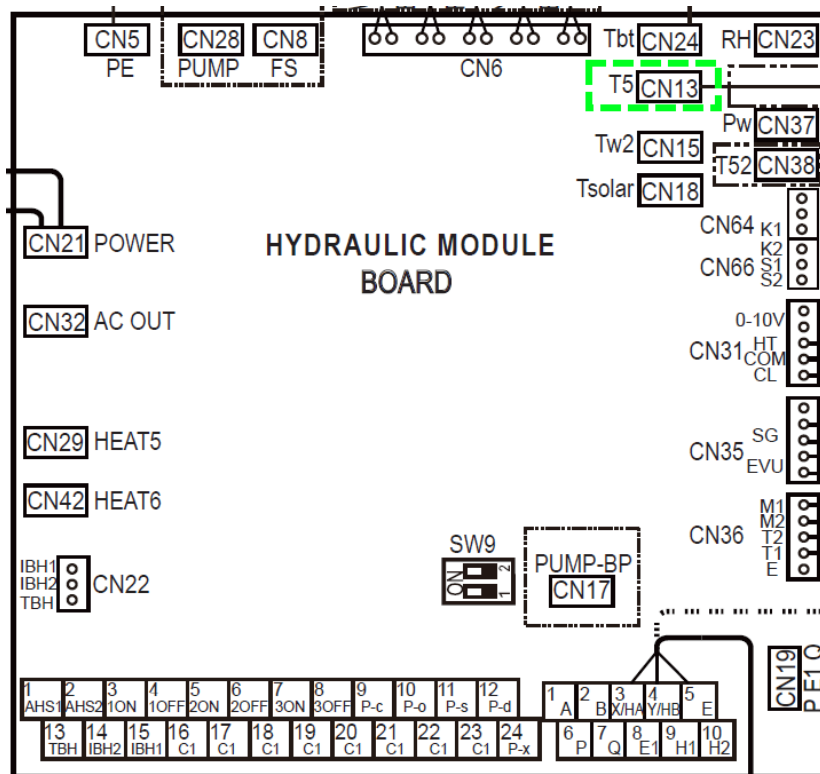 CN5 CN28 CN8 Tbt CN24 RH CN23
PE PUMP FS CN6
T5 CN13
Pw CN37
Tw2 CN15
T52 CN38
Tsolar CN18
CN64 K1
K2
CN66 S1
S2
CN21 POWER
HYDRAULIC MODULE
BOARD
CN32 AC OUT
0-10V
HT
CN31 COM
CL
CN29 HEAT5
SG
CN35
EVU
CN42 HEAT6
M1
M2
CN36 T2
T1
E
SW9
ON 2 1
PUMP-BP
CN17
IBH1
IBH2 CN22
TBH
CN19
1 2 3 4 5 6 7 8 9 10 11 12
AHS1 AHS2 1ON 1OFF 2ON 2OFF 3ON 3OFF P-c P-o P-s P-d
13 14 15 16 17 18 19 20 21 22 23 24
TBH IBH2 IBH1 C1 C1 C1 C1 C1 C1 C1 C1 P-x
1 2 3 4 5
A B X/HA Y/HB E
6 7 8 9 10
P Q E1 H1 H2